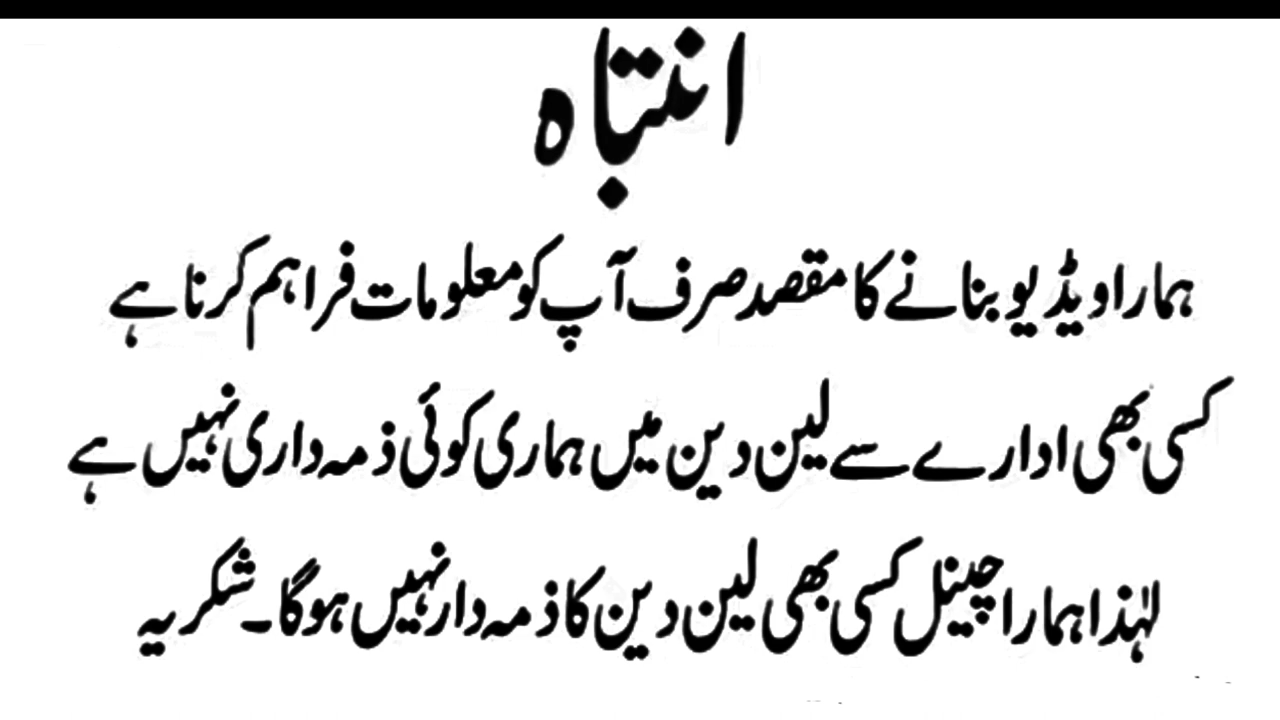 انتباہ
ہمارا ویڈیو بنانے کا مقصد صرف آپ کو معلومات فراہم کرنا ہے
کسی بھی ادارے سے لین دین میں ہماری کوئی ذمہ داری نہیں ہے
لہٰذا ہمارا چینل کسی بھی لین دین کا ذمہ دار نہیں ہوگا۔ شکریہ